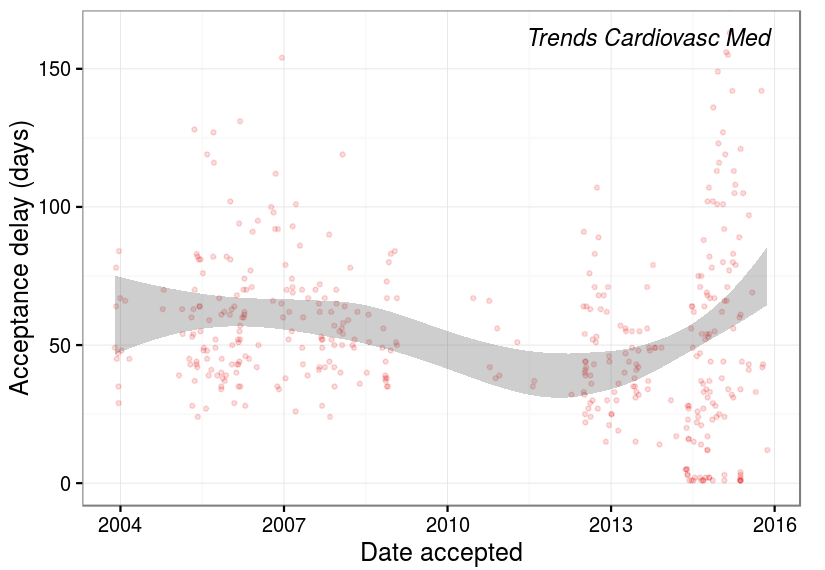 Trends Cardiovasc Med
Acceptance delay (days)
150
100
50
0
2004 2007 2010 2013 2016
Date accepted